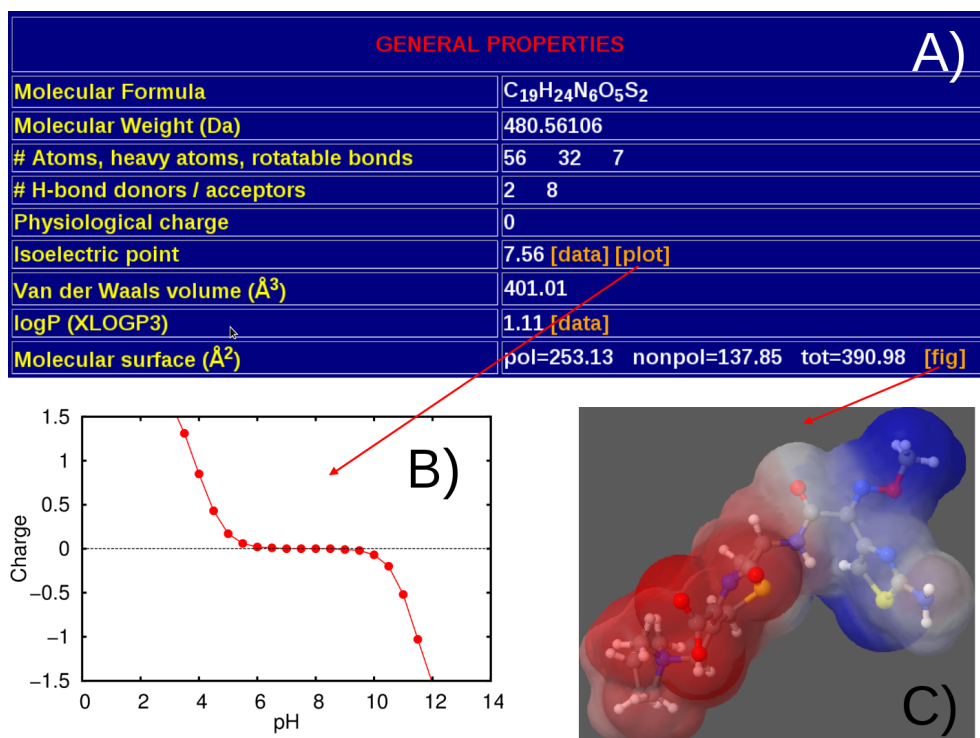 GENERAL PROPERTIES
A)
Molecular Formula C₁₉H₂₄N₆O₅S₂
Molecular Weight (Da) 480.56106
# Atoms, heavy atoms, rotatable bonds 56 32 7
# H-bond donors / acceptors 2 8
Physiological charge 0
Isoelectric point 7.56 [data] [plot]
Van der Waals volume (Å³) 401.01
logP (XLOGP3) 1.11 [data]
Molecular surface (Å²) pol=253.13 nonpol=137.85 tot=390.98 [fig]
B)
Charge
1.5
1
0.5
0
−0.5
−1
−1.5
0 2 4 6 8 10 12 14
pH
C)